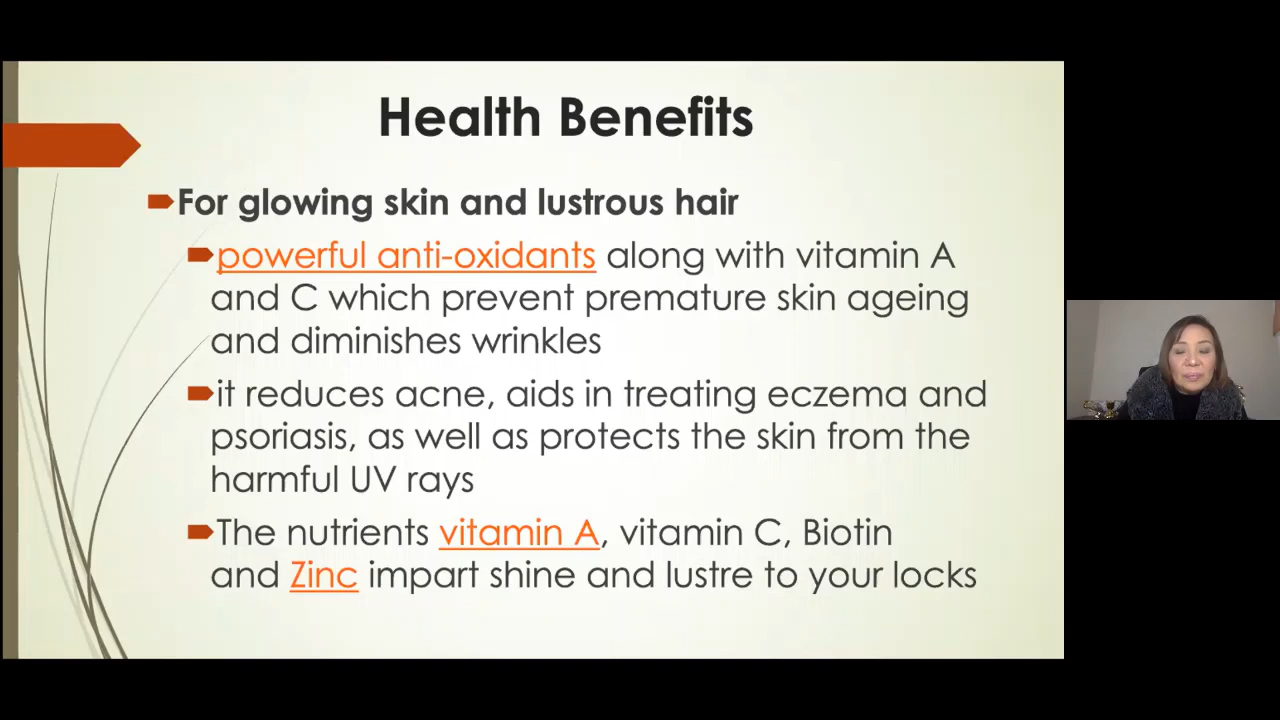 Health Benefits
For glowing skin and lustrous hair
powerful anti-oxidants along with vitamin A
and C which prevent premature skin ageing
and diminishes wrinkles
it reduces acne, aids in treating eczema and
psoriasis, as well as protects the skin from the
harmful UV rays
The nutrients vitamin A, vitamin C, Biotin
and Zinc impart shine and lustre to your locks